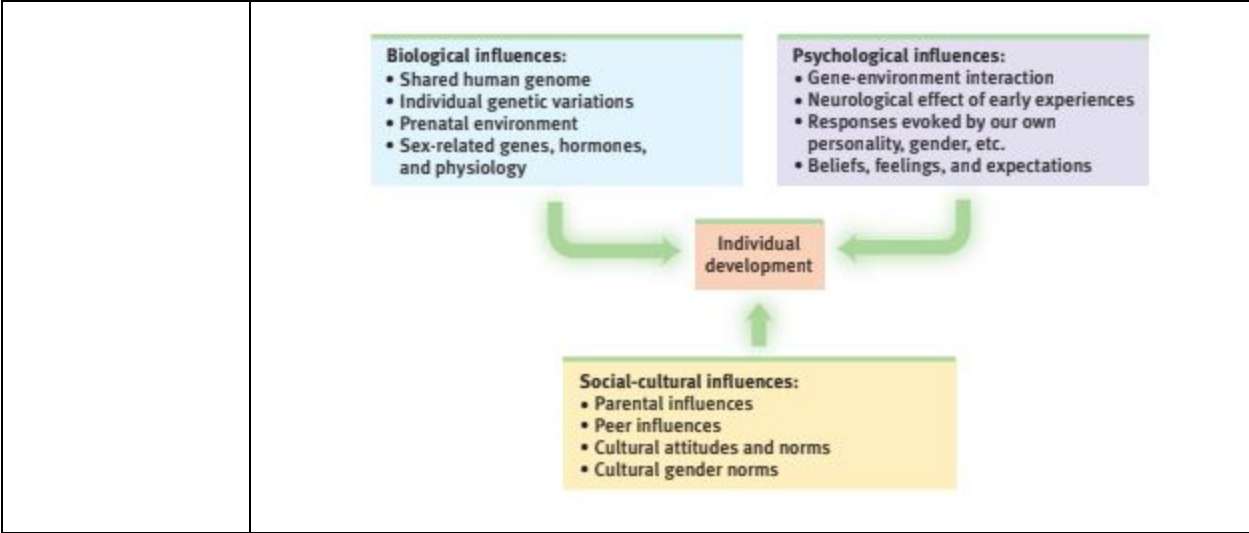 Biological influences:
• Shared human genome
• Individual genetic variations
• Prenatal environment
• Sex-related genes, hormones,
and physiology
Psychological influences:
• Gene-environment interaction
• Neurological effect of early experiences
• Responses evoked by our own
personality, gender, etc.
• Beliefs, feelings, and expectations
Individual
development
Social-cultural influences:
• Parental influences
• Peer influences
• Cultural attitudes and norms
• Cultural gender norms